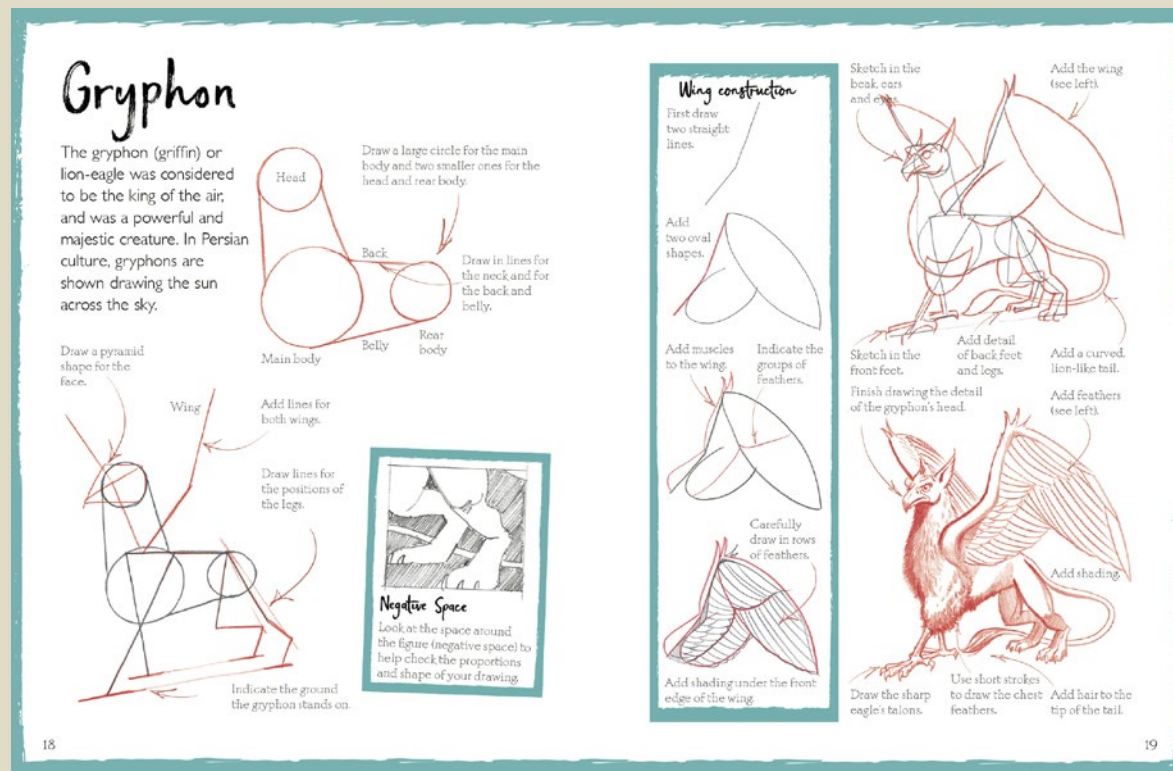 Gryphon
The gryphon (griffin) or
lion-eagle was considered
to be the king of the air,
and was a powerful and
majestic creature. In Persian
culture, gryphons are
shown drawing the sun
across the sky.
Head
Draw a large circle for the main
body and two smaller ones for the
head and rear body.
Back
Draw in lines for
the neck and for
the back and
belly.
Rear
body
Belly
Main body
Draw a pyramid
shape for the
face.
Wing
Add lines for
both wings.
Draw lines for
the positions of
the legs.
Indicate the ground
the gryphon stands on.
Negative Space
Look at the space around
the figure (negative space) to
help check the proportions
and shape of your drawing.
18
Wing construction
First draw
two straight
lines.
Add
two oval
shapes.
Add muscles
to the wing.
Indicate the
groups of
feathers.
Carefully
draw in rows
of feathers.
Add shading under the front
edge of the wing.
Sketch in the
beak, ears
and eyes.
Add the wing
(see left).
Sketch in the
front feet.
Add detail
of back feet
and legs.
Add a curved,
lion-like tail.
Finish drawing the detail
of the gryphon's head.
Add feathers
(see left).
Add shading.
Draw the sharp
eagle's talons.
Use short strokes
to draw the chest
feathers.
Add hair to the
tip of the tail.
19